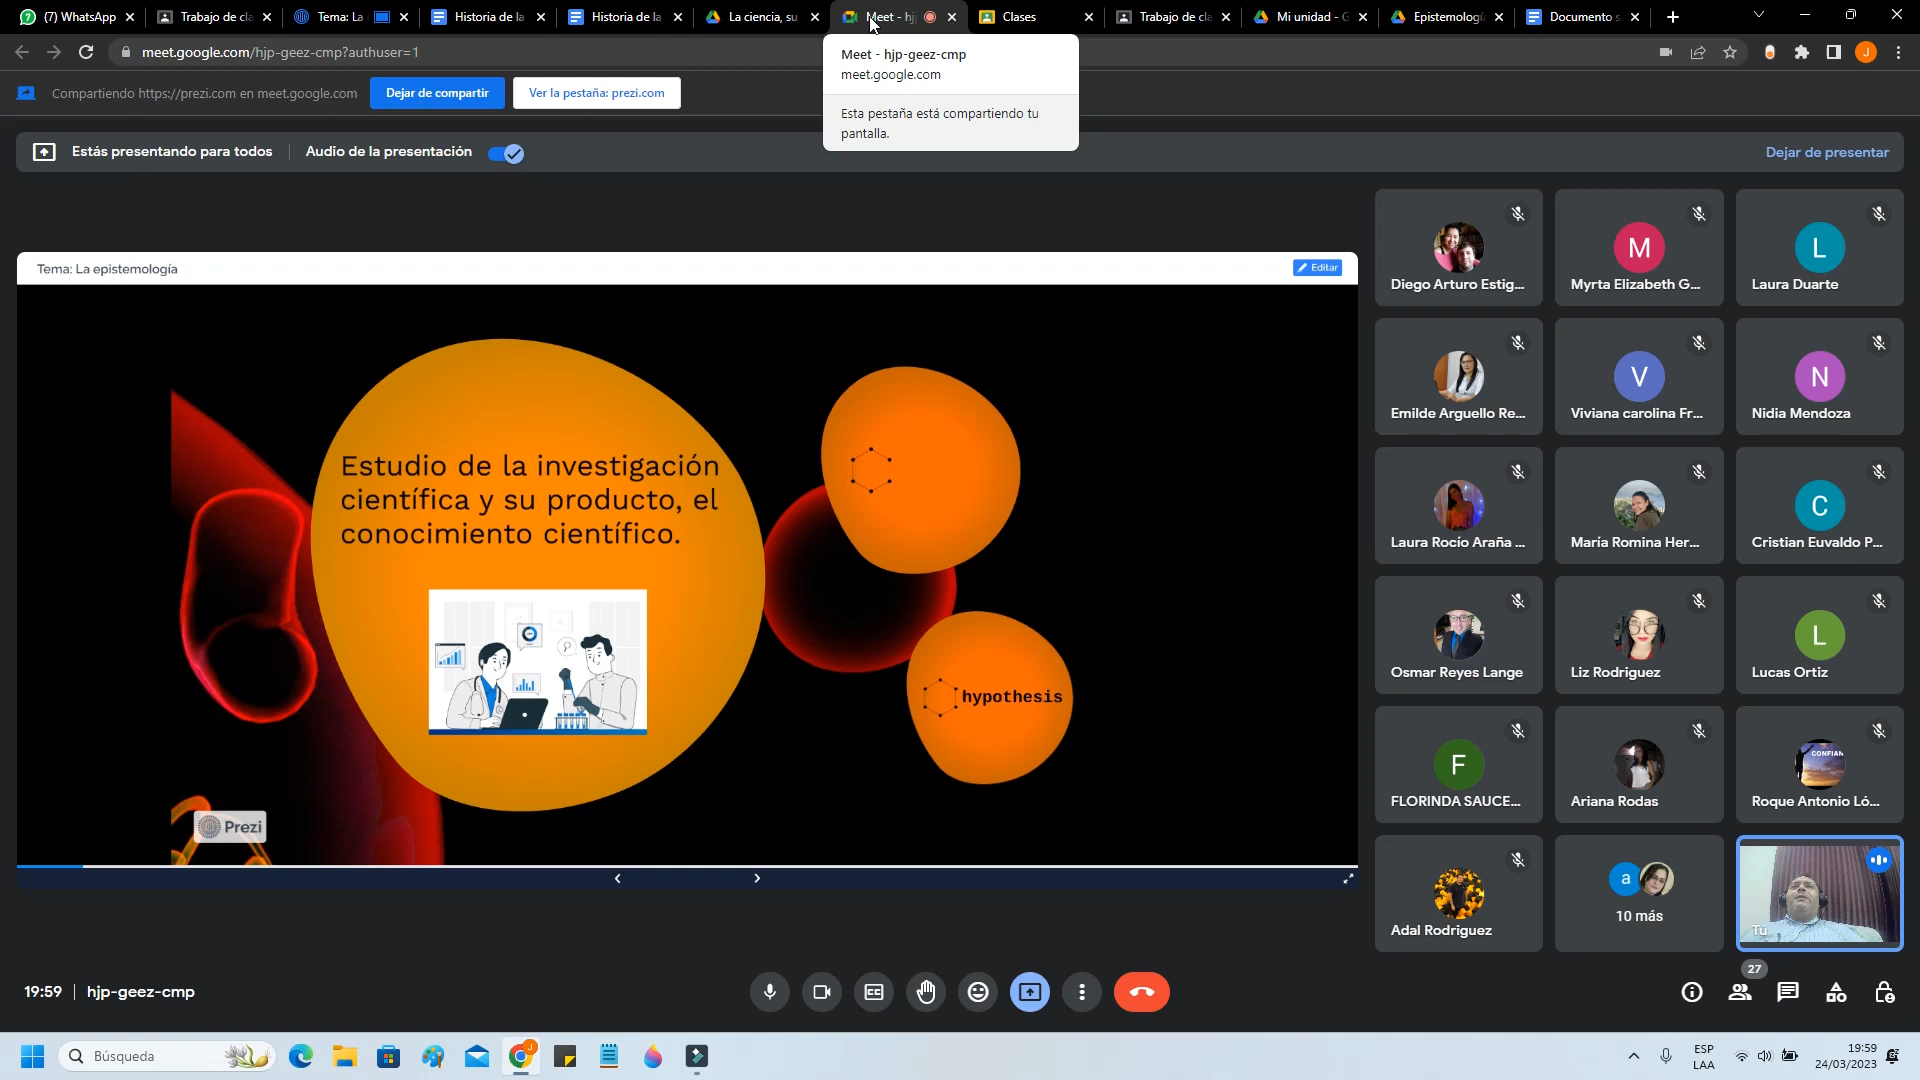 (7) WhatsApp
Trabajo de cl
Tema: La
Historia de la
Historia de la
La ciencia, su
Meet - hj
Clases
Trabajo de cl
Mi unidad - G
Epistemologí
Documento s
meet.google.com/hjp-geez-cmp?authuser=1
J
Meet - hjp-geez-cmp
meet.google.com
Esta pestaña está compartiendo tu
pantalla.
Compartiendo https://prezi.com en meet.google.com
Dejar de compartir
Ver la pestaña: prezi.com
Estás presentando para todos
Audio de la presentación
Dejar de presentar
Tema: La epistemología
Editar
Estudio de la investigación
científica y su producto, el
conocimiento científico.
hypothesis
Prezi
Diego Arturo Estig...
M
Myrta Elizabeth G...
L
Laura Duarte
Emilde Arguello Re...
V
Viviana carolina Fr...
N
Nidia Mendoza
Laura Rocío Araña ...
María Romina Her...
C
Cristian Euvaldo P...
Osmar Reyes Lange
Liz Rodriguez
L
Lucas Ortiz
F
FLORINDA SAUCE...
Ariana Rodas
CONFIAN
Roque Antonio Ló...
Adal Rodriguez
a
10 más
Tú
19:59 | hjp-geez-cmp
27
Búsqueda
J
ESP
LAA
19:59
24/03/2023